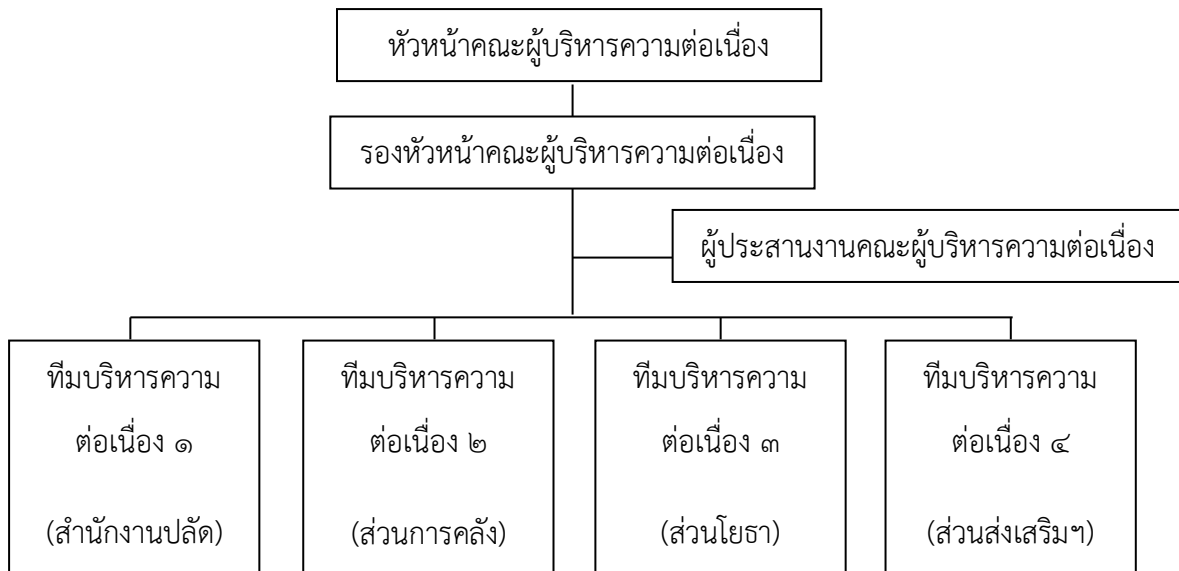 หัวหน้าคณะผู้บริหารความต่อเนื่อง
รองหัวหน้าคณะผู้บริหารความต่อเนื่อง
ผู้ประสานงานคณะผู้บริหารความต่อเนื่อง
ทีมบริหารความ
ต่อเนื่อง ๑
(สำนักงานปลัด)
ทีมบริหารความ
ต่อเนื่อง ๒
(ส่วนการคลัง)
ทีมบริหารความ
ต่อเนื่อง ๓
(ส่วนโยธา)
ทีมบริหารความ
ต่อเนื่อง ๔
(ส่วนส่งเสริมฯ)